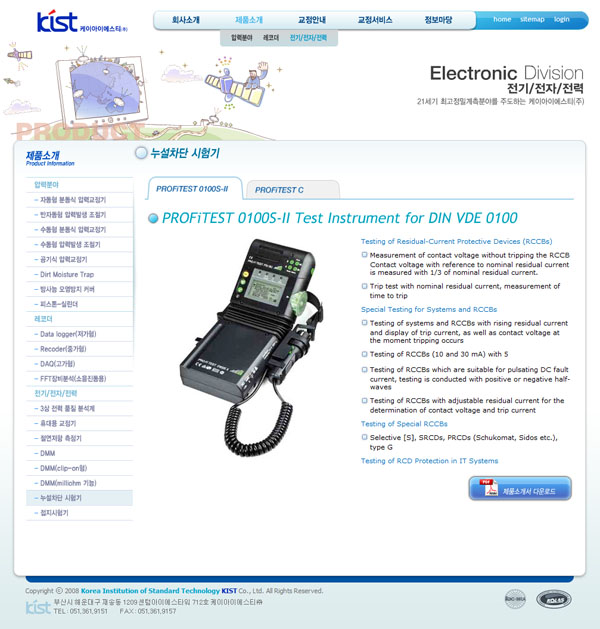 kist 케이아이에스티(주)
회사소개 제품소개 교정안내 교정서비스 정보마당
home sitemap login
압력분야 레코더 전기/전자/전력
Electronic Division
전기/전자/전력
21세기 최고정밀계측분야를 주도하는 케이아이에스티(주)
PRODUCT
제품소개
Product Information
누설차단 시험기
압력분야
- 자동형 분동식 압력교정기
- 반자동형 압력발생 조절기
- 수동형 분동식 압력교정기
- 수동형 압력발생 조절기
- 공기식 압력교정기
- Dirt Moisture Trap
- 방사능 오염방지 커버
- 피스톤-실린더
레코더
- Data logger(저가형)
- Recoder(중가형)
- DAQ(고가형)
- FFT장비분석(소음진동용)
전기/전자/전력
- 3상 전력 품질 분석계
- 휴대용 교정기
- 절연저항 측정기
- DMM
- DMM(clip-on형)
- DMM(milliohm 기능)
- 누설차단 시험기
- 접지시험기
PROFiTEST 0100S-II PROFiTEST C
PROFiTEST 0100S-II Test Instrument for DIN VDE 0100
Testing of Residual-Current Protective Devices (RCCBs)
Measurement of contact voltage without tripping the RCCB
Contact voltage with reference to nominal residual current
is measured with 1/3 of nominal residual current.
Trip test with nominal residual current, measurement of
time to trip
Special Testing for Systems and RCCBs
Testing of systems and RCCBs with rising residual current
and display of trip current, as well as contact voltage at
the moment tripping occurs
Testing of RCCBs (10 and 30 mA) with 5
Testing of RCCBs which are suitable for pulsating DC fault
current, testing is conducted with positive or negative half-
waves
Testing of RCCBs with adjustable residual current for the
determination of contact voltage and trip current
Testing of Special RCCBs
Selective [S], SRCDs, PRCDs (Schukomat, Sidos etc.),
type G
Testing of RCD Protection in IT Systems
PDF 제품소개서 다운로드
Copyright ⓒ 2008 Korea Institution of Standard Technology KIST Co., Ltd. All Rights Reserved.
kist 부산시 해운대구 재송동 1209 센텀아이에스타워 712호 케이아이에스티㈜
TEL : 051,361,9151 FAX : 051,361,9157
KOLAS